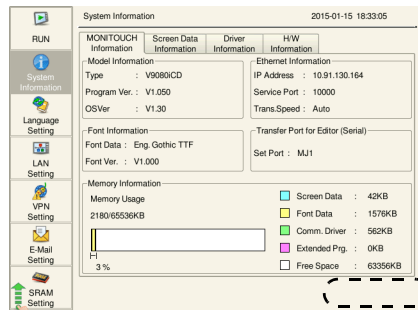 System Information 2015-01-15 18:33:05
RUN
System Information
Language Setting
LAN Setting
VPN Setting
E-Mail Setting
SRAM Setting
MONITOUCH Information
Screen Data Information
Driver Information
H/W Information
Model Information
Type : V9080iCD
Program Ver. : V1.050
OSVer : V1.30
Ethernet Information
IP Address : 10.91.130.164
Service Port : 10000
Trans.Speed : Auto
Font Information
Font Data : Eng. Gothic TTF
Font Ver. : V1.000
Transfer Port for Editor (Serial)
Set Port : MJ1
Memory Information
Memory Usage
2180/65536KB
3 %
Screen Data : 42KB
Font Data : 1576KB
Comm. Driver : 562KB
Extended Prg. : 0KB
Free Space : 63356KB